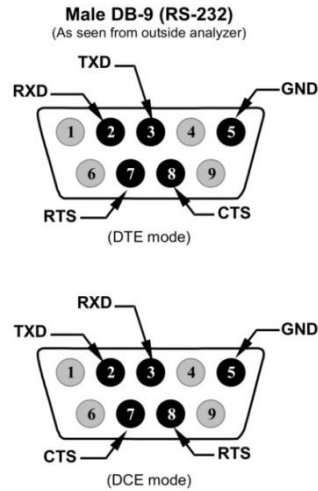 Male DB-9 (RS-232)
(As seen from outside analyzer)
TXD
RXD
GND
1 2 3 4 5
6 7 8 9
RTS
CTS
(DTE mode)
RXD
TXD
GND
1 2 3 4 5
6 7 8 9
CTS
RTS
(DCE mode)